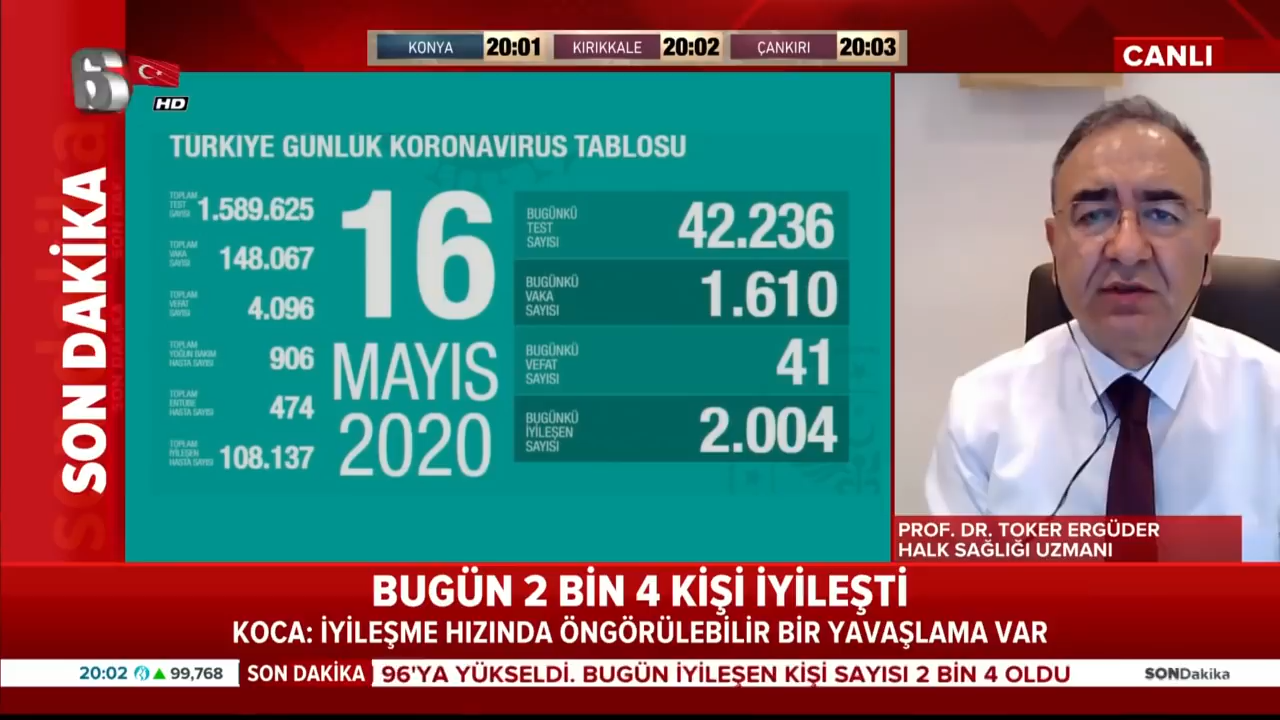 KONYA 20:01 KIRIKKALE 20:02 ÇANKIRI 20:03
CANLI
6
HD
SON DAKİKA
TÜRKİYE GÜNLÜK KORONAVİRÜS TABLOSU
TOPLAM
TEST
SAYISI
1.589.625
TOPLAM
VAKA
SAYISI
148.067
TOPLAM
VEFAT
SAYISI
4.096
TOPLAM
YOĞUN BAKIM
HASTA SAYISI
906
TOPLAM
ENTUBE
HASTA SAYISI
474
TOPLAM
İYİLEŞEN
HASTA SAYISI
108.137
16
MAYIS
2020
BUGÜNKÜ
TEST
SAYISI
42.236
BUGÜNKÜ
VAKA
SAYISI
1.610
BUGÜNKÜ
VEFAT
SAYISI
41
BUGÜNKÜ
İYİLEŞEN
SAYISI
2.004
PROF. DR. TOKER ERGÜDER
HALK SAĞLIĞI UZMANI
BUGÜN 2 BİN 4 KİŞİ İYİLEŞTİ
KOCA: İYİLEŞME HIZINDA ÖNGÖRÜLEBİLİR BİR YAVAŞLAMA VAR
20:02 99,768 SON DAKİKA 96'YA YÜKSELDİ. BUGÜN İYİLEŞEN KİŞİ SAYISI 2 BİN 4 OLDU SONDakika